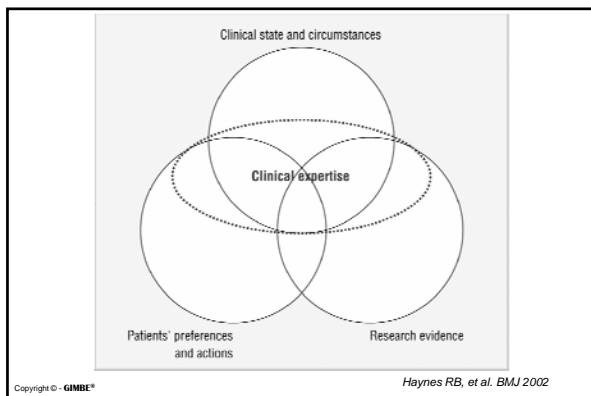 Clinical state and circumstances
Clinical expertise
Patients' preferences
and actions
Research evidence
Haynes RB, et al. BMJ 2002
Copyright © - GIMBE®